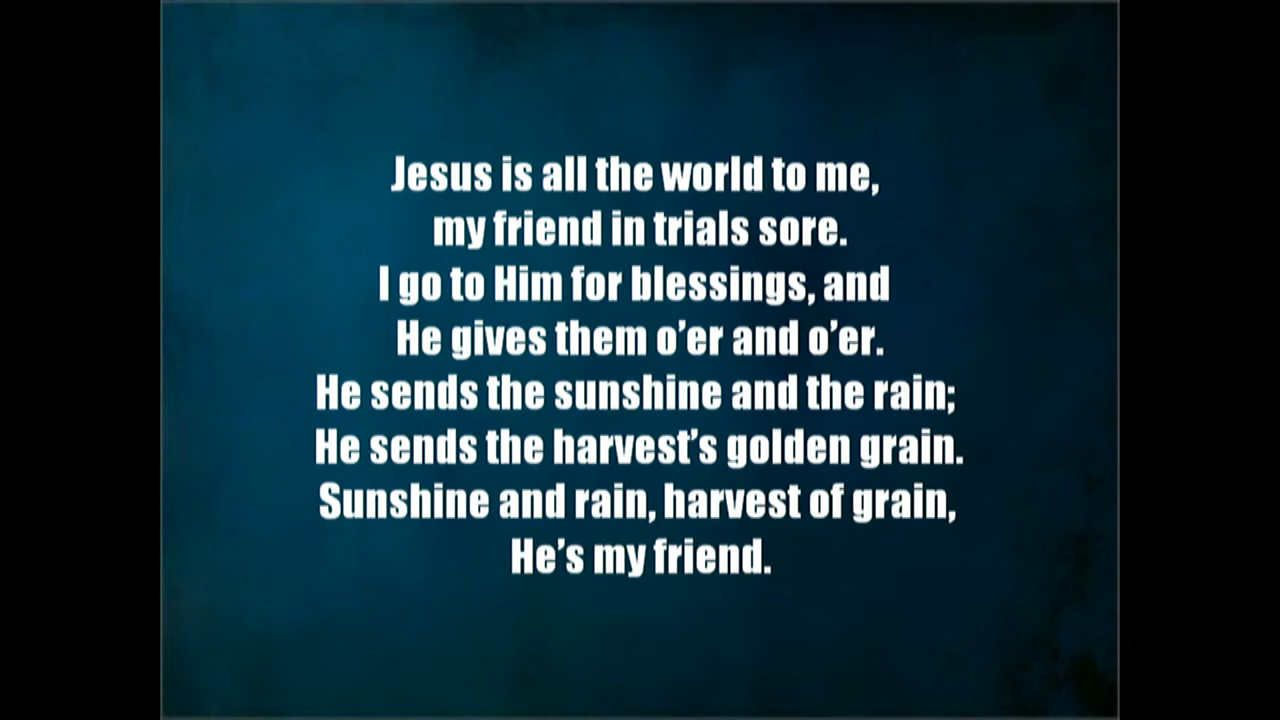 Jesus is all the world to me,
my friend in trials sore.
I go to Him for blessings, and
He gives them o’er and o’er.
He sends the sunshine and the rain;
He sends the harvest’s golden grain.
Sunshine and rain, harvest of grain,
He’s my friend.